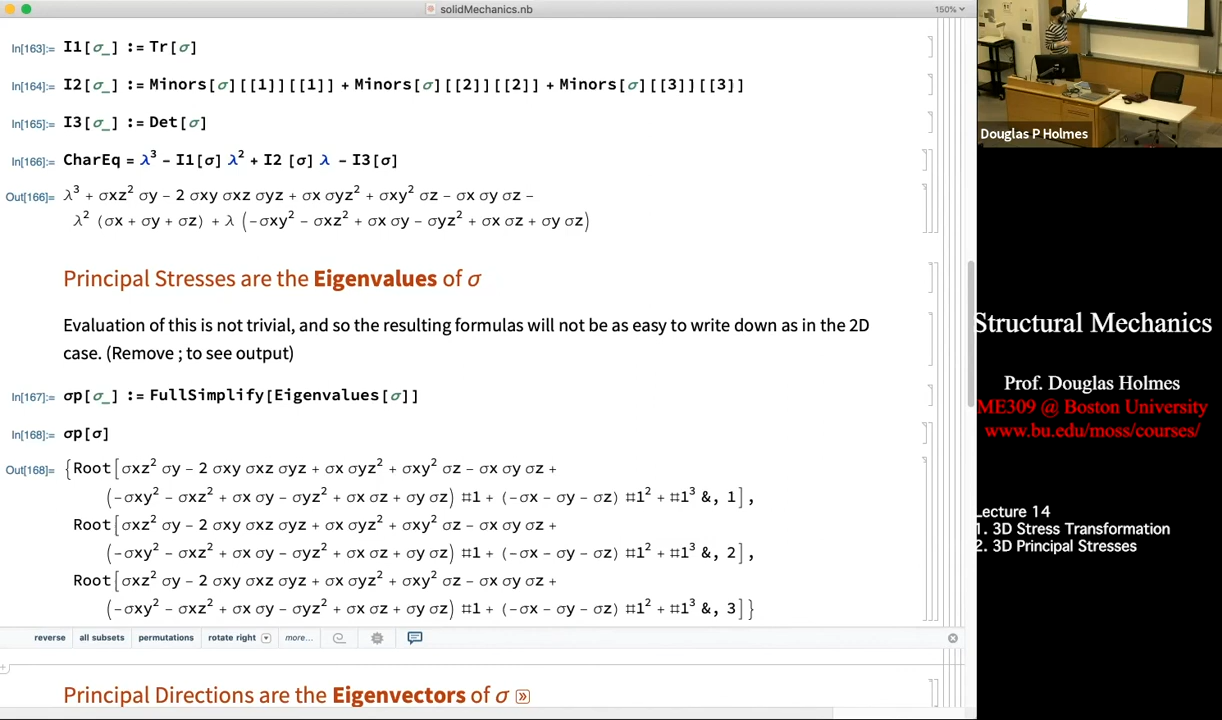 solidMechanics.nb
150%
In[163]:= I1[σ_] := Tr[σ]
In[164]:= I2[σ_] := Minors[σ][[1]][[1]] + Minors[σ][[2]][[2]] + Minors[σ][[3]][[3]]
In[165]:= I3[σ_] := Det[σ]
In[166]:= CharEq = λ³ - I1[σ] λ² + I2 [σ] λ - I3[σ]
Out[166]= λ³ + σxz² σy - 2 σxy σxz σyz + σx σyz² + σxy² σz - σx σy σz -
λ² (σx + σy + σz) + λ (-σxy² - σxz² + σx σy - σyz² + σx σz + σy σz)
Principal Stresses are the Eigenvalues of σ
Evaluation of this is not trivial, and so the resulting formulas will not be as easy to write down as in the 2D
case. (Remove ; to see output)
In[167]:= σp[σ_] := FullSimplify[Eigenvalues[σ]]
In[168]:= σp[σ]
Out[168]= {Root[σxz² σy - 2 σxy σxz σyz + σx σyz² + σxy² σz - σx σy σz +
(-σxy² - σxz² + σx σy - σyz² + σx σz + σy σz) #1 + (-σx - σy - σz) #1² + #1³ &, 1],
Root[σxz² σy - 2 σxy σxz σyz + σx σyz² + σxy² σz - σx σy σz +
(-σxy² - σxz² + σx σy - σyz² + σx σz + σy σz) #1 + (-σx - σy - σz) #1² + #1³ &, 2],
Root[σxz² σy - 2 σxy σxz σyz + σx σyz² + σxy² σz - σx σy σz +
(-σxy² - σxz² + σx σy - σyz² + σx σz + σy σz) #1 + (-σx - σy - σz) #1² + #1³ &, 3]}
reverse all subsets permutations rotate right more...
Principal Directions are the Eigenvectors of σ »
Douglas P Holmes
Structural Mechanics
Prof. Douglas Holmes
ME309 @ Boston University
www.bu.edu/moss/courses/
Lecture 14
1. 3D Stress Transformation
2. 3D Principal Stresses